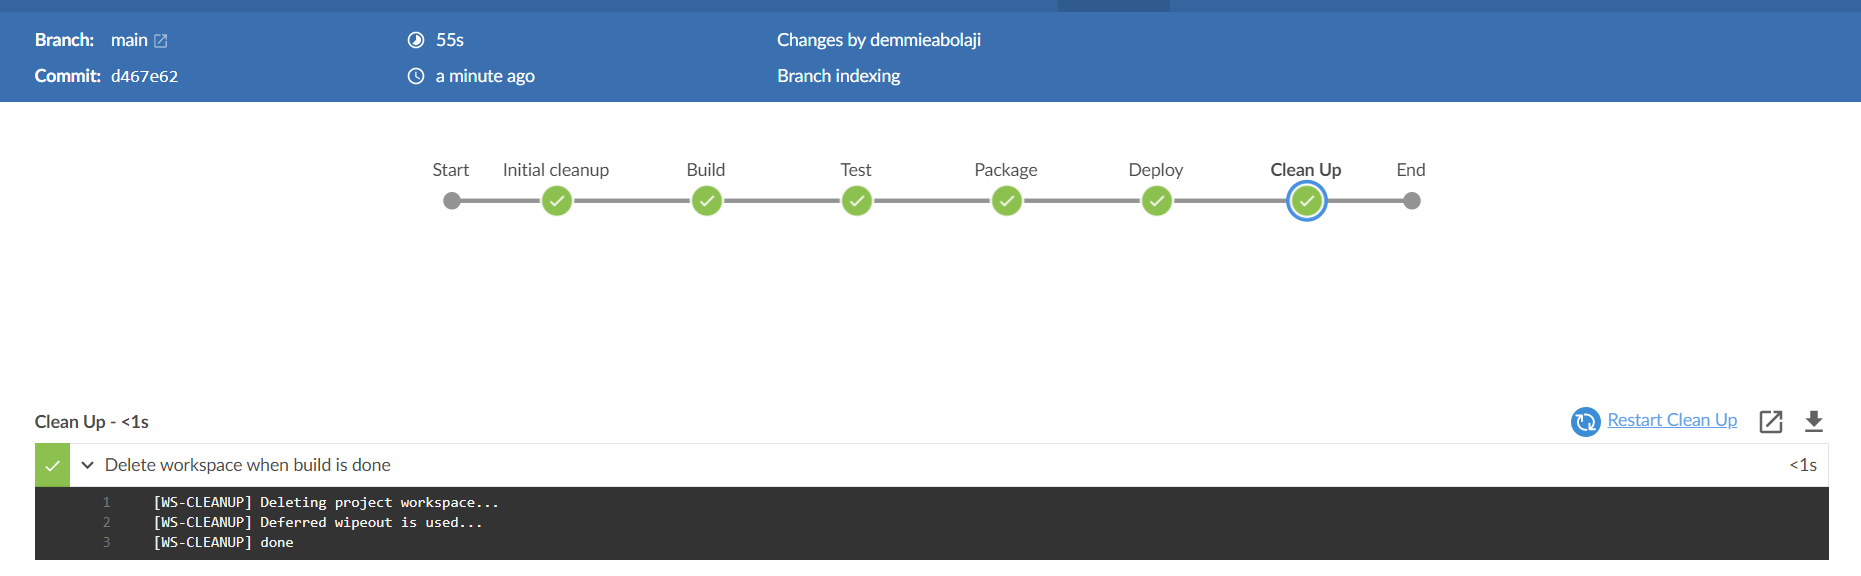 Branch: main
55s
Changes by demmieabolaji
Commit: d467e62
a minute ago
Branch indexing
Start
Initial cleanup
Build
Test
Package
Deploy
Clean Up
End
Clean Up - <1s
Restart Clean Up
Delete workspace when build is done
<1s
1 [WS-CLEANUP] Deleting project workspace...
2 [WS-CLEANUP] Deferred wipeout is used...
3 [WS-CLEANUP] done